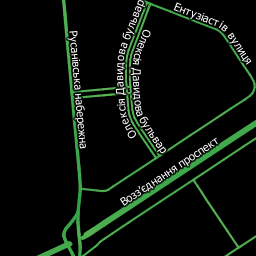 Ентузіастів вулиця
Русанівська набережна
Олексія Давидова бульвар
Олексія Давидова бульвар
Возз'єднання проспект